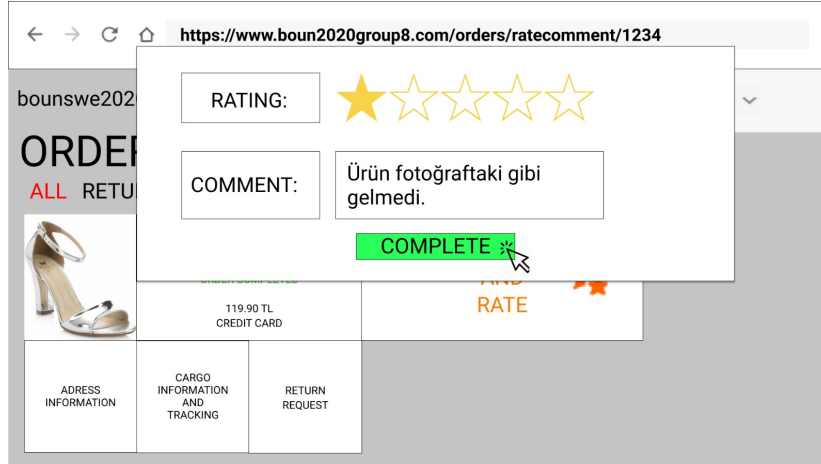 https://www.boun2020group8.com/orders/ratecomment/1234
bounswe202
RATING:
ALL RETU
COMMENT:
Ürün fotoğraftaki gibi
gelmedi.
COMPLETE
119.90 TL
CREDIT CARD
AND
RATE
ADRESS
INFORMATION
CARGO
INFORMATION
AND
TRACKING
RETURN
REQUEST